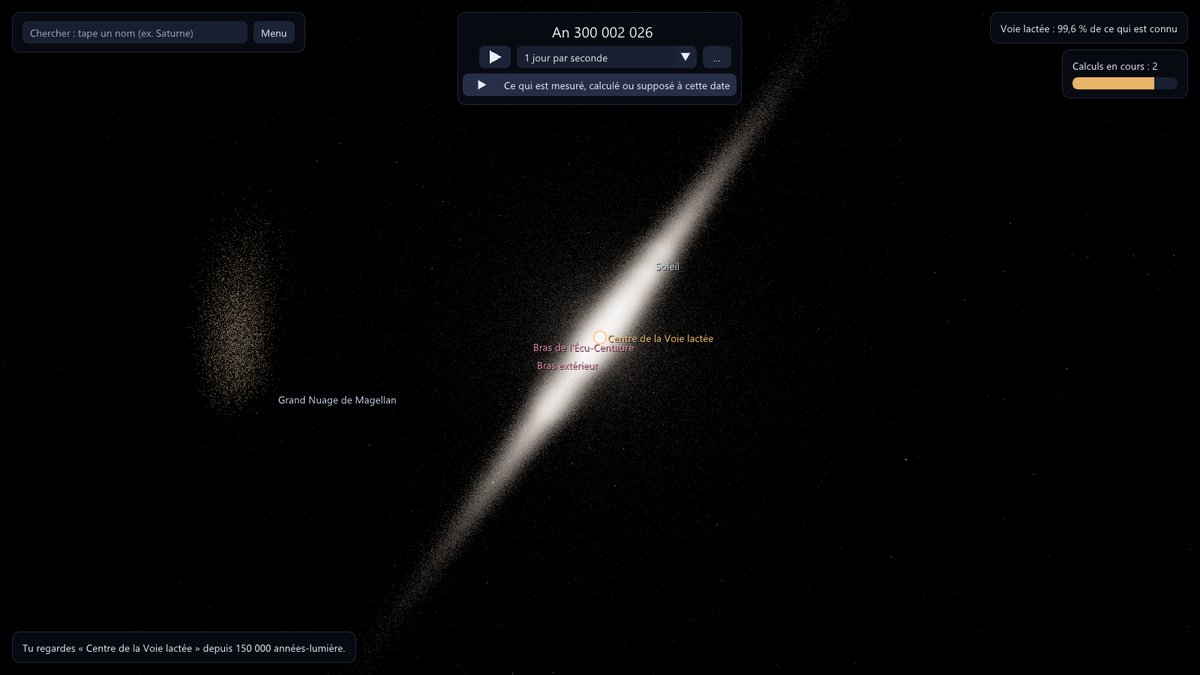 Chercher : tape un nom (ex. Saturne)
Menu
An 300 002 026
1 jour par seconde
...
Ce qui est mesuré, calculé ou supposé à cette date
Voie lactée : 99,6 % de ce qui est connu
Calculs en cours : 2
Soleil
Centre de la Voie lactée
Bras de l'Écu-Centaure
Bras extérieur
Grand Nuage de Magellan
Tu regardes « Centre de la Voie lactée » depuis 150 000 années-lumière.